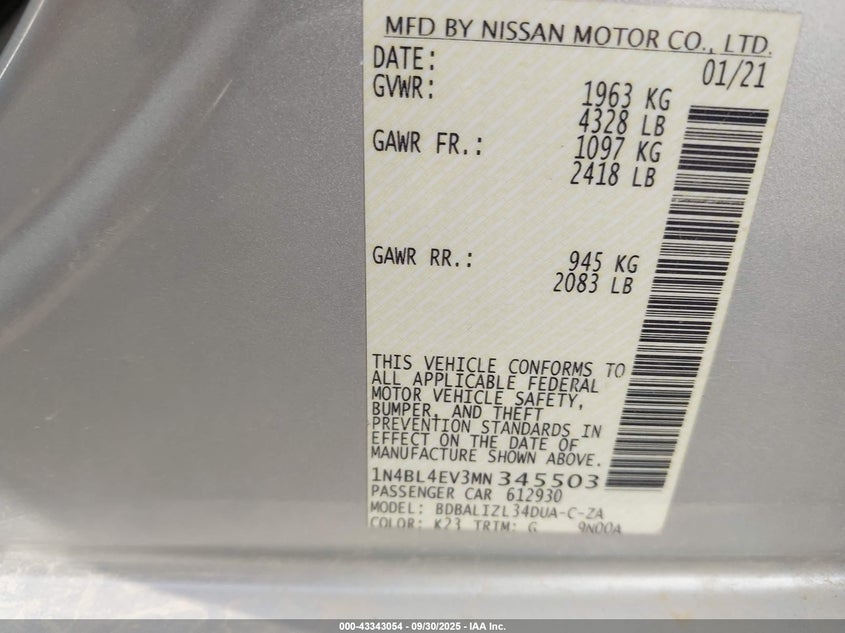 MFD BY NISSAN MOTOR CO., LTD.
DATE: 01/21
GVWR: 1963 KG
4328 LB
GAWR FR.: 1097 KG
2418 LB
GAWR RR.: 945 KG
2083 LB
THIS VEHICLE CONFORMS TO
ALL APPLICABLE FEDERAL
MOTOR VEHICLE SAFETY,
BUMPER, AND THEFT
PREVENTION STANDARDS IN
EFFECT ON THE DATE OF
MANUFACTURE SHOWN ABOVE.
1N4BL4EV3MN 345503
PASSENGER CAR 612930
MODEL: BDBALIZL34DUA-C-ZA
COLOR: K23 TRIM: G 9N00A
000-43343054 - 09/30/2025 - IAA Inc.